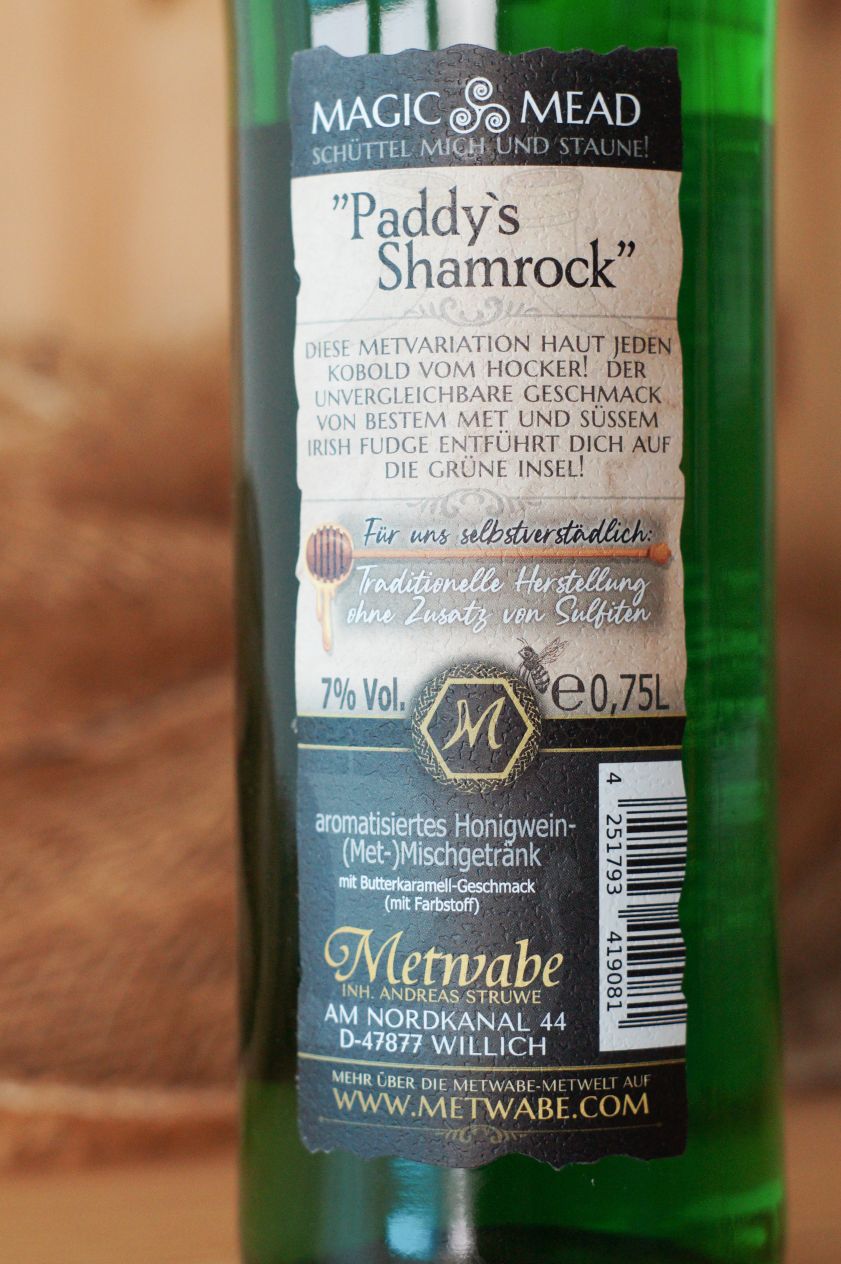 MAGIC MEAD
SCHÜTTEL MICH UND STAUNE!
"Paddy`s
Shamrock"
DIESE METVARIATION HAUT JEDEN
KOBOLD VOM HOCKER! DER
UNVERGLEICHBARE GESCHMACK
VON BESTEM MET UND SÜSSEM
IRISH FUDGE ENTFÜHRT DICH AUF
DIE GRÜNE INSEL!
Für uns selbstverstädlich:
Traditionelle Herstellung
ohne Zusatz von Sulfiten
7% Vol. e0,75L
M
aromatisiertes Honigwein-
(Met-)Mischgetränk
mit Butterkaramell-Geschmack
(mit Farbstoff)
Metwabe
INH. ANDREAS STRUWE
AM NORDKANAL 44
D-47877 WILLICH
4 251793 419081
MEHR ÜBER DIE METWABE-METWELT AUF
WWW.METWABE.COM